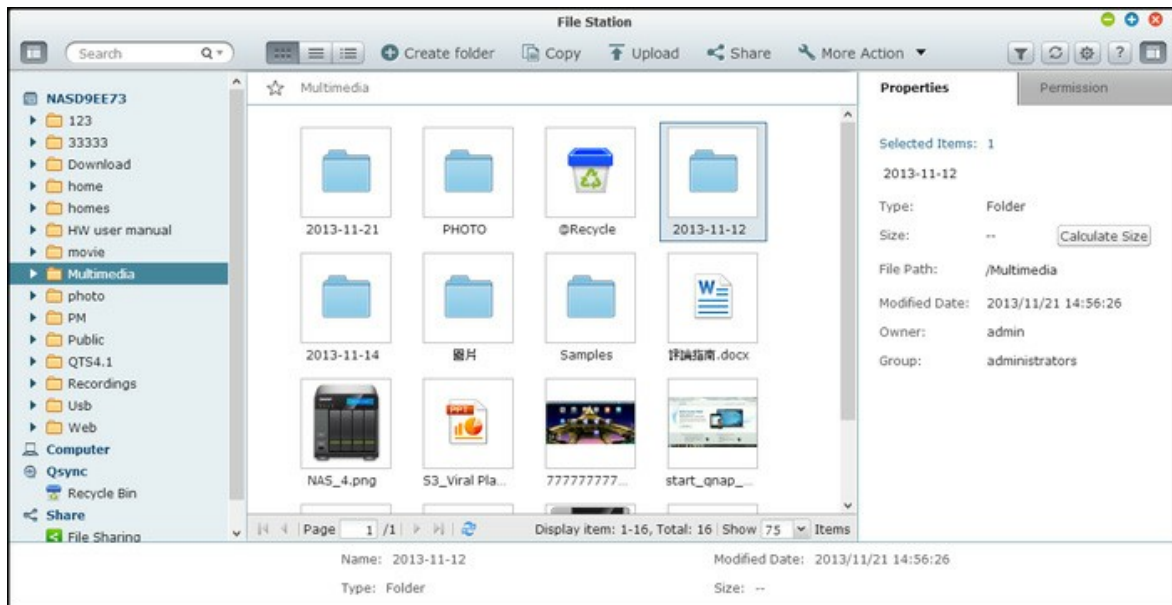 File Station
Search
Create folder
Copy
Upload
Share
More Action
?
NASD9EE73
123
33333
Download
home
homes
HW user manual
movie
Multimedia
photo
PM
Public
QTS4.1
Recordings
Usb
Web
Computer
Qsync
Recycle Bin
Share
File Sharing
Multimedia
2013-11-21
PHOTO
@Recycle
2013-11-12
W
2013-11-14
圖片
Samples
評論指南.docx
PPT
NAS_4.png
S3_Viral Pla...
777777777...
start_qnap_...
Page 1 /1
Display item: 1-16, Total: 16
Show 75 Items
Properties
Permission
Selected Items: 1
2013-11-12
Type: Folder
Size: -- Calculate Size
File Path: /Multimedia
Modified Date: 2013/11/21 14:56:26
Owner: admin
Group: administrators
Name: 2013-11-12
Modified Date: 2013/11/21 14:56:26
Type: Folder
Size: --